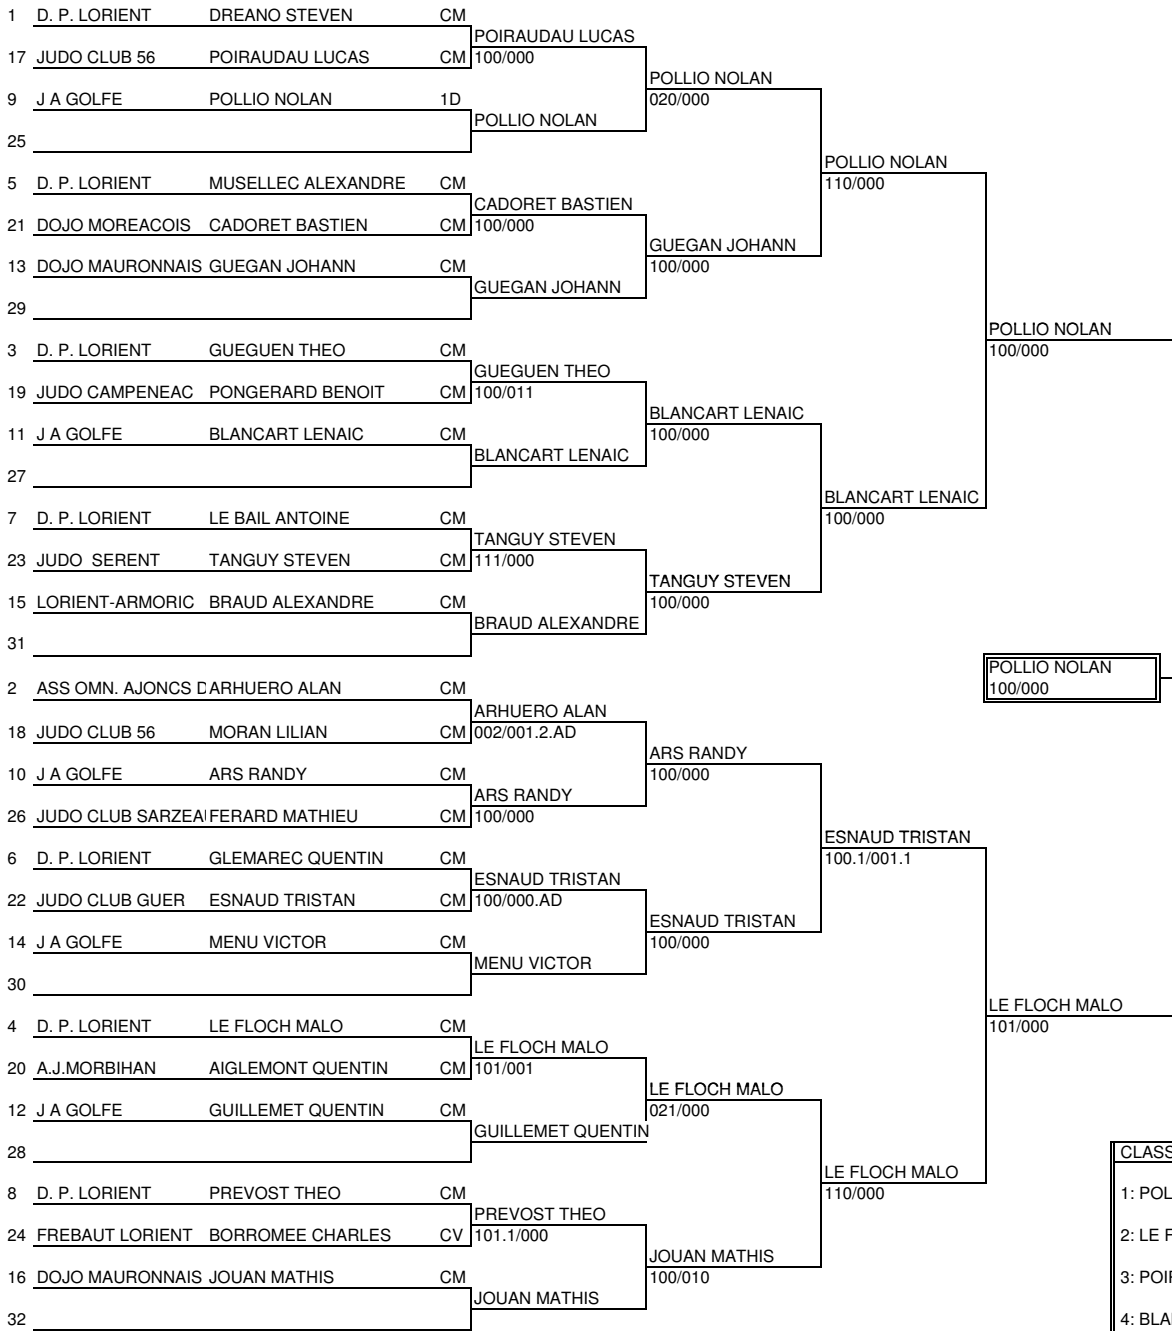 1 D. P. LORIENT DREANO STEVEN CM
POIRAUDAU LUCAS
17 JUDO CLUB 56 POIRAUDAU LUCAS CM 100/000
POLLIO NOLAN
9 J A GOLFE POLLIO NOLAN 1D 020/000
POLLIO NOLAN
25
POLLIO NOLAN
5 D. P. LORIENT MUSELLEC ALEXANDRE CM 110/000
CADORET BASTIEN
21 DOJO MOREACOIS CADORET BASTIEN CM 100/000
GUEGAN JOHANN
13 DOJO MAURONNAIS GUEGAN JOHANN CM 100/000
GUEGAN JOHANN
29
POLLIO NOLAN
3 D. P. LORIENT GUEGUEN THEO CM 100/000
GUEGUEN THEO
19 JUDO CAMPENEAC PONGERARD BENOIT CM 100/011
BLANCART LENAIC
11 J A GOLFE BLANCART LENAIC CM 100/000
BLANCART LENAIC
27
BLANCART LENAIC
7 D. P. LORIENT LE BAIL ANTOINE CM 100/000
TANGUY STEVEN
23 JUDO SERENT TANGUY STEVEN CM 111/000
TANGUY STEVEN
15 LORIENT-ARMORIC BRAUD ALEXANDRE CM 100/000
BRAUD ALEXANDRE
31
POLLIO NOLAN
2 ASS OMN. AJONCS D ARHUERO ALAN CM 100/000
ARHUERO ALAN
18 JUDO CLUB 56 MORAN LILIAN CM 002/001.2.AD
ARS RANDY
10 J A GOLFE ARS RANDY CM 100/000
ARS RANDY
26 JUDO CLUB SARZEAU FERARD MATHIEU CM 100/000
ESNAUD TRISTAN
6 D. P. LORIENT GLEMAREC QUENTIN CM 100.1/001.1
ESNAUD TRISTAN
22 JUDO CLUB GUER ESNAUD TRISTAN CM 100/000.AD
ESNAUD TRISTAN
14 J A GOLFE MENU VICTOR CM 100/000
MENU VICTOR
30
LE FLOCH MALO
4 D. P. LORIENT LE FLOCH MALO CM 101/000
LE FLOCH MALO
20 A.J.MORBIHAN AIGLEMONT QUENTIN CM 101/001
LE FLOCH MALO
12 J A GOLFE GUILLEMET QUENTIN CM 021/000
GUILLEMET QUENTIN
28 CLASS
LE FLOCH MALO
8 D. P. LORIENT PREVOST THEO CM 110/000 1: POL
PREVOST THEO
24 FREBAUT LORIENT BORROMEE CHARLES CV 101.1/000 2: LE F
JOUAN MATHIS
16 DOJO MAURONNAIS JOUAN MATHIS CM 100/010 3: POIR
JOUAN MATHIS
32 4: BLAN